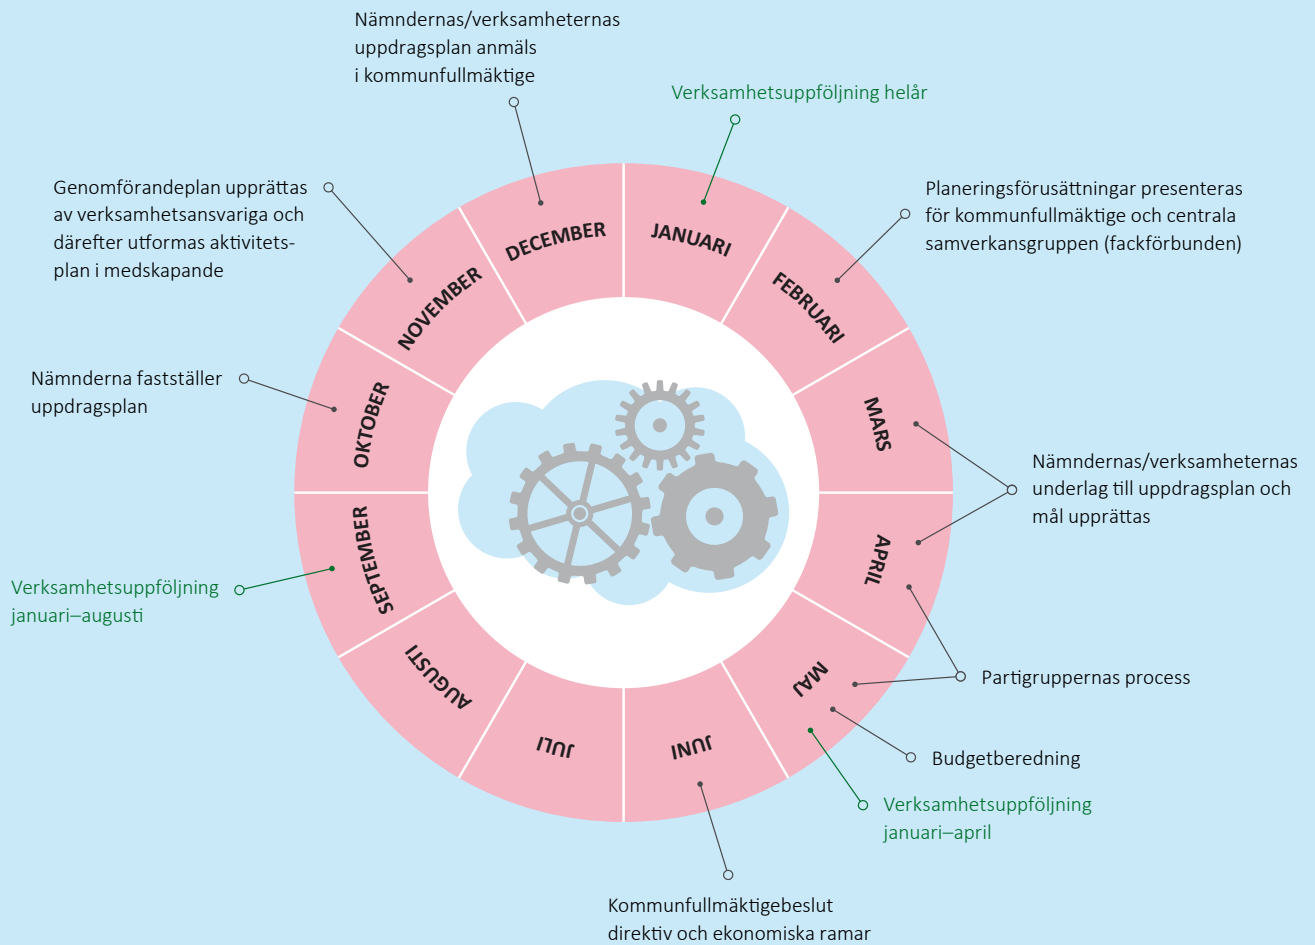 Nämndernas/verksamheternas
uppdragsplan anmäls
i kommunfullmäktige
Verksamhetsuppföljning helår
Planeringsförusättningar presenteras
för kommunfullmäktige och centrala
samverkansgruppen (fackförbunden)
Nämndernas/verksamheternas
underlag till uppdragsplan och
mål upprättas
Partigruppernas process
Budgetberedning
Verksamhetsuppföljning
januari–april
Kommunfullmäktigebeslut
direktiv och ekonomiska ramar
Verksamhetsuppföljning
januari–augusti
Nämnderna fastställer
uppdragsplan
Genomförandeplan upprättas
av verksamhetsansvariga och
därefter utformas aktivitets-
plan i medskapande
JANUARI
FEBRUARI
MARS
APRIL
MAJ
JUNI
JULI
AUGUSTI
SEPTEMBER
OKTOBER
NOVEMBER
DECEMBER